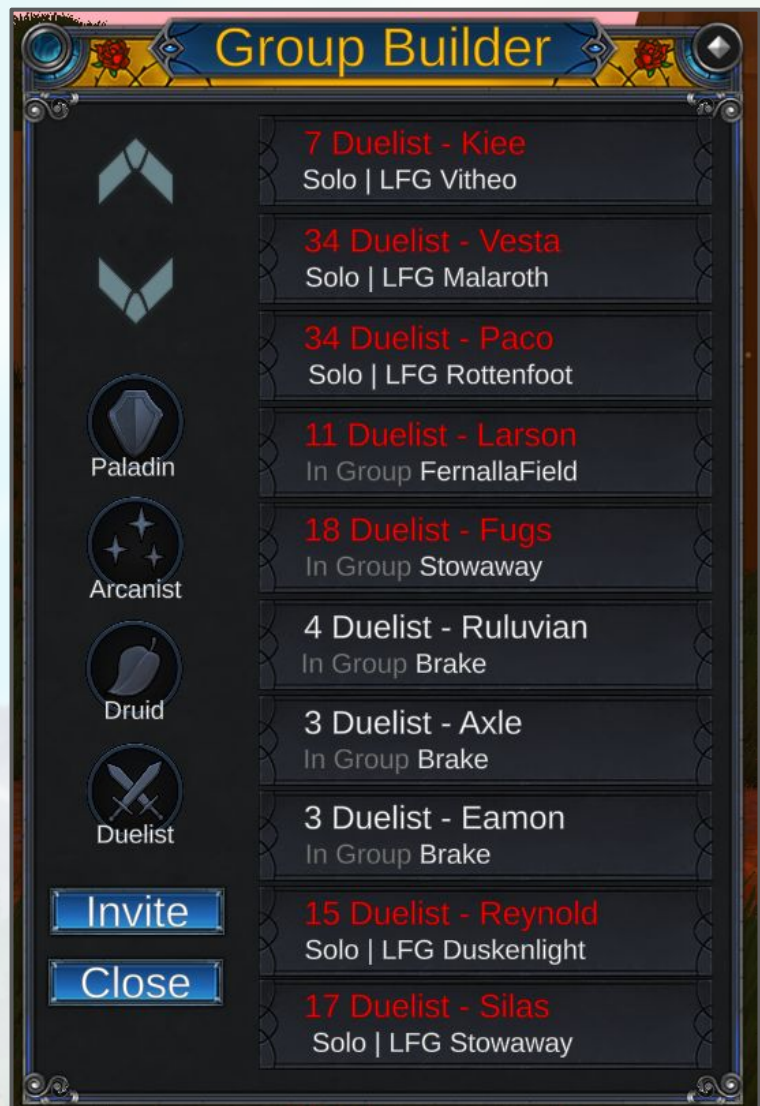 Group Builder
7 Duelist - Kiee
Solo | LFG Vitheo
34 Duelist - Vesta
Solo | LFG Malaroth
34 Duelist - Paco
Solo | LFG Rottenfoot
11 Duelist - Larson
In Group FernallaField
18 Duelist - Fugs
In Group Stowaway
4 Duelist - Ruluvian
In Group Brake
3 Duelist - Axle
In Group Brake
3 Duelist - Eamon
In Group Brake
15 Duelist - Reynold
Solo | LFG Duskenlight
17 Duelist - Silas
Solo | LFG Stowaway
Paladin
Arcanist
Druid
Duelist
Invite
Close